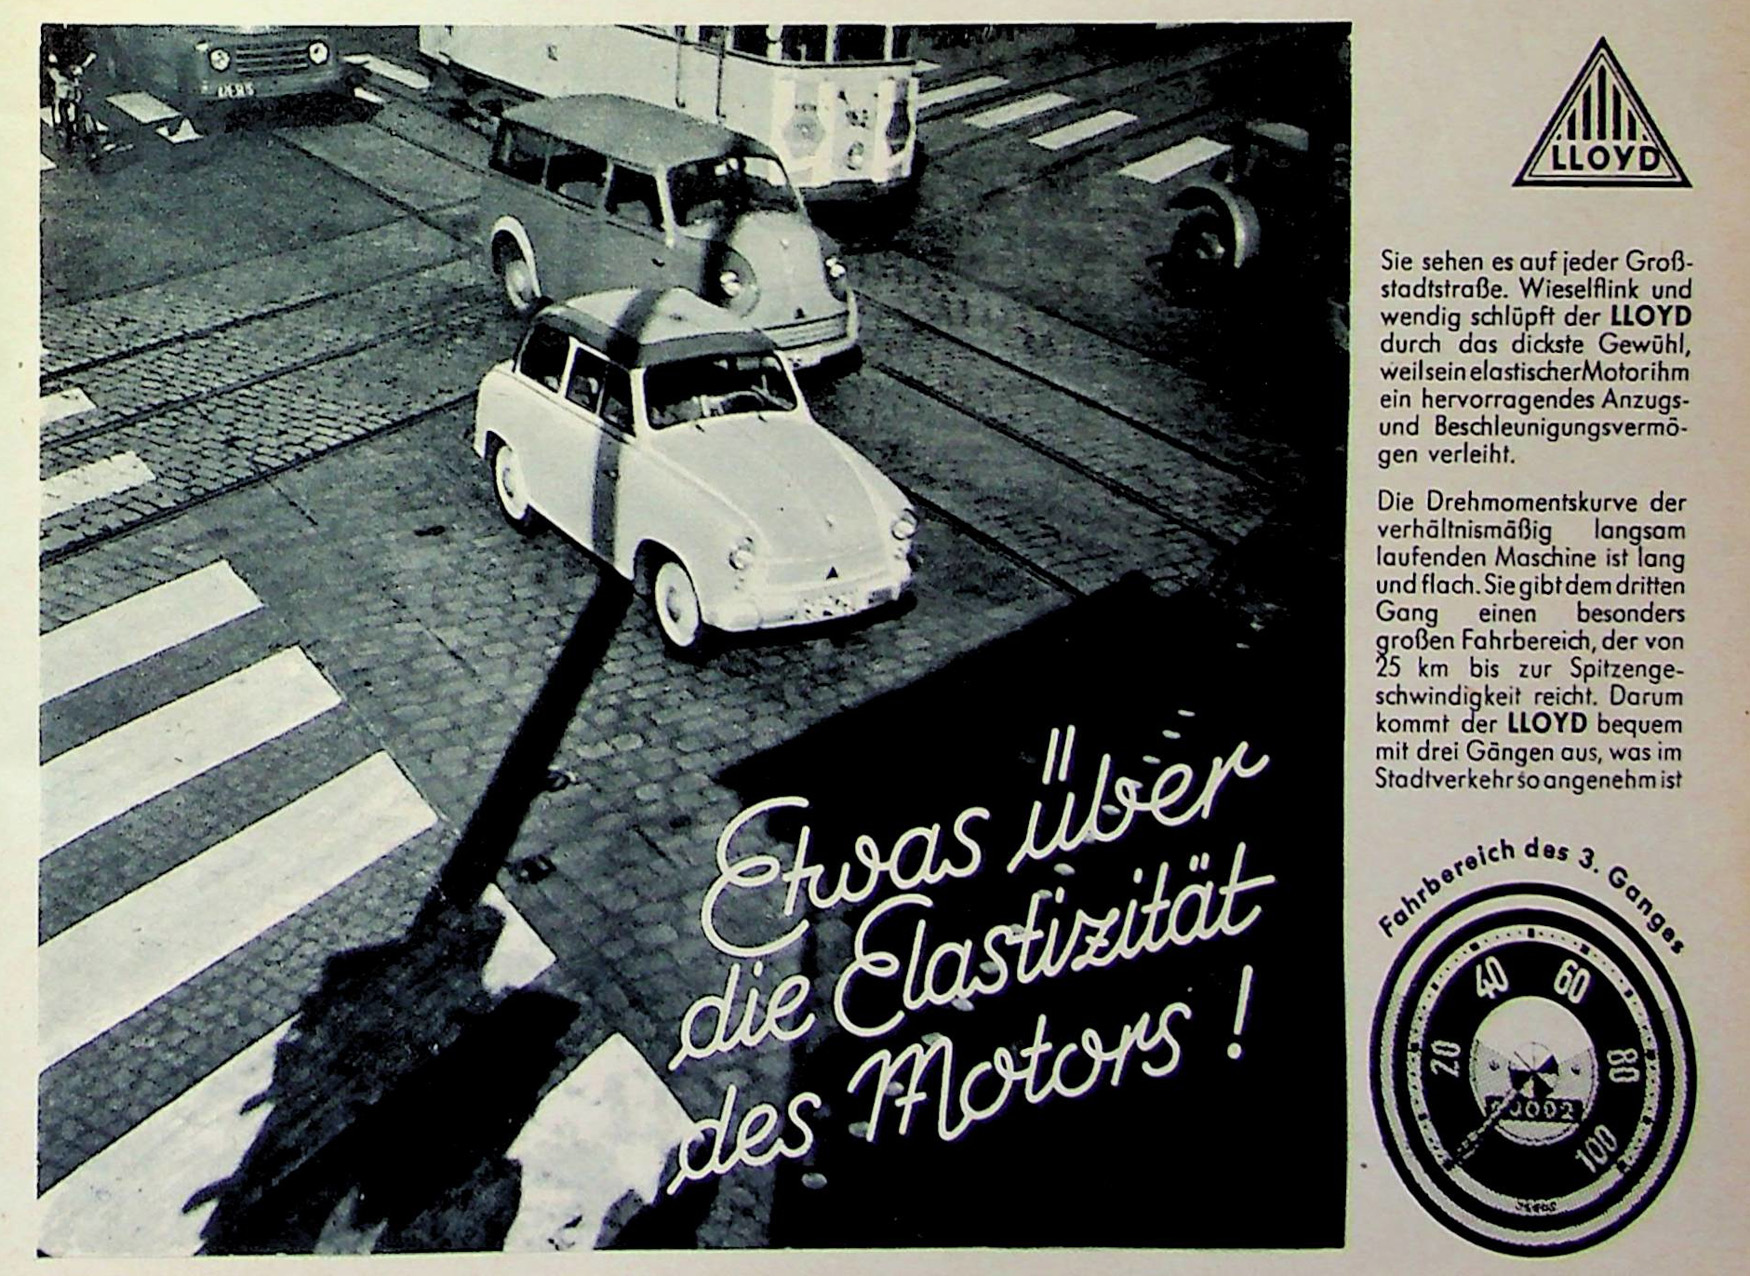 LLOYD
Sie sehen es auf jeder Groß-
stadtstraße. Wieselflink und
wendig schlüpft der LLOYD
durch das dickste Gewühl,
weil sein elastischer Motor ihm
ein hervorragendes Anzugs-
und Beschleunigungsvermö-
gen verleiht.
Die Drehmomentskurve der
verhältnismäßig langsam
laufenden Maschine ist lang
und flach. Sie gibt dem dritten
Gang einen besonders
großen Fahrbereich, der von
25 km bis zur Spitzenge-
schwindigkeit reicht. Darum
kommt der LLOYD bequem
mit drei Gängen aus, was im
Stadtverkehr so angenehm ist
Etwas über
die Elastizität
des Motors!
Fahrbereich des 3. Ganges
20 40 60 80 100